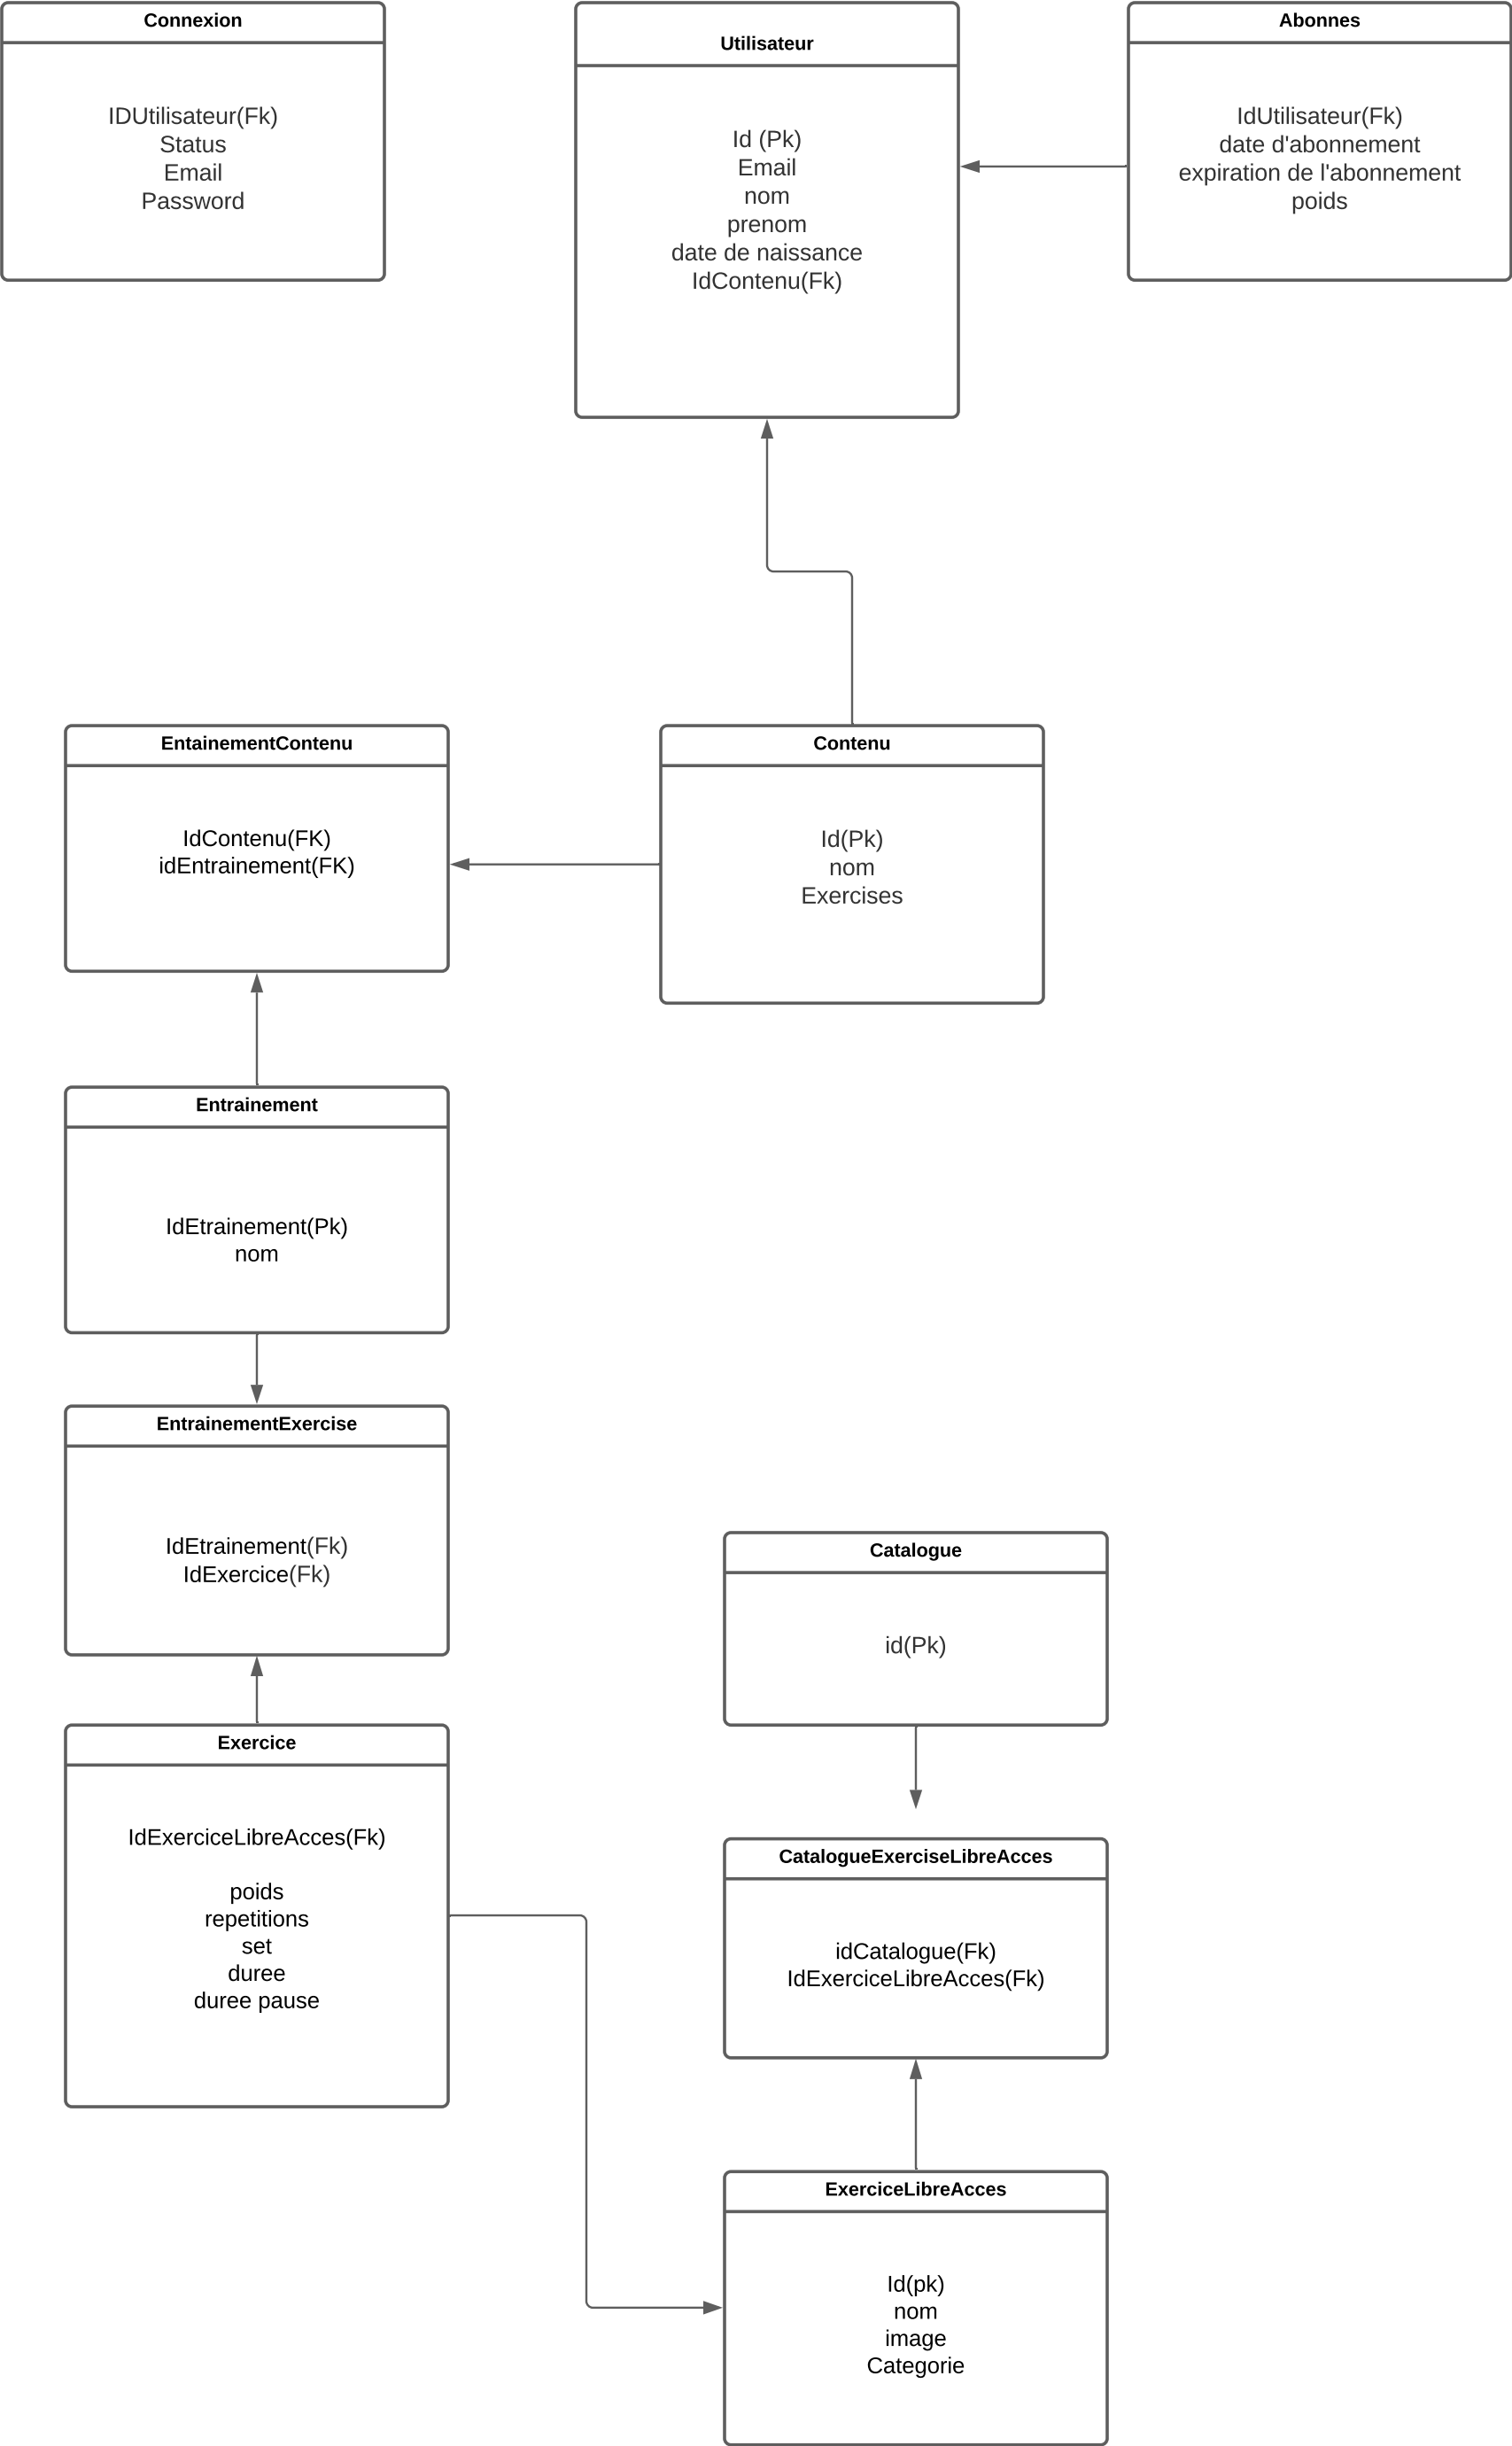 Connexion
IDUtilisateur(Fk)
Status
Email
Password
Utilisateur
Id (Pk)
Email
nom
prenom
date de naissance
IdContenu(Fk)
Abonnes
IdUtilisateur(Fk)
date d'abonnement
expiration de l'abonnement
poids
EntainementContenu
IdContenu(FK)
idEntrainement(FK)
Contenu
Id(Pk)
nom
Exercises
Entrainement
IdEtrainement(Pk)
nom
EntrainementExercise
IdEtrainement(Fk)
IdExercice(Fk)
Catalogue
id(Pk)
Exercice
IdExerciceLibreAcces(Fk)
poids
repetitions
set
duree
duree pause
CatalogueExerciseLibreAcces
idCatalogue(Fk)
IdExerciceLibreAcces(Fk)
ExerciceLibreAcces
Id(pk)
nom
image
Categorie